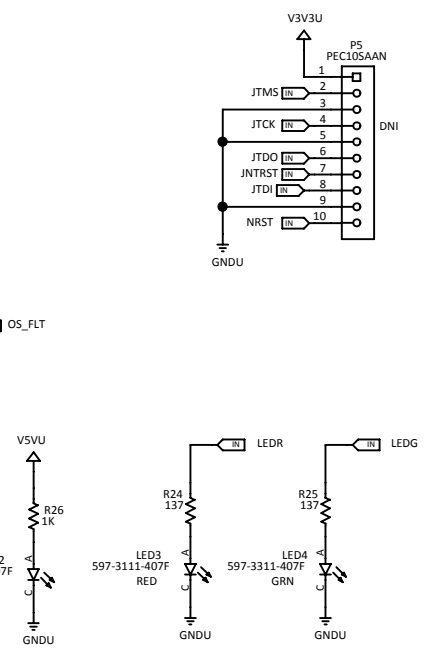 V3V3U
P5
PEC10SAAN
1
JTMS IN 2
3
JTCK IN 4
DNI
5
JTDO IN 6
JNTRST IN 7
JTDI IN 8
9
NRST IN 10
GNDU
OS_FLT
IN LEDR
IN LEDG
V5VU
R26
1K
R24
137
R25
137
2
7F
A
C
LED3
597-3111-407F
RED
A
C
LED4
597-3311-407F
GRN
A
C
GNDU
GNDU
GNDU